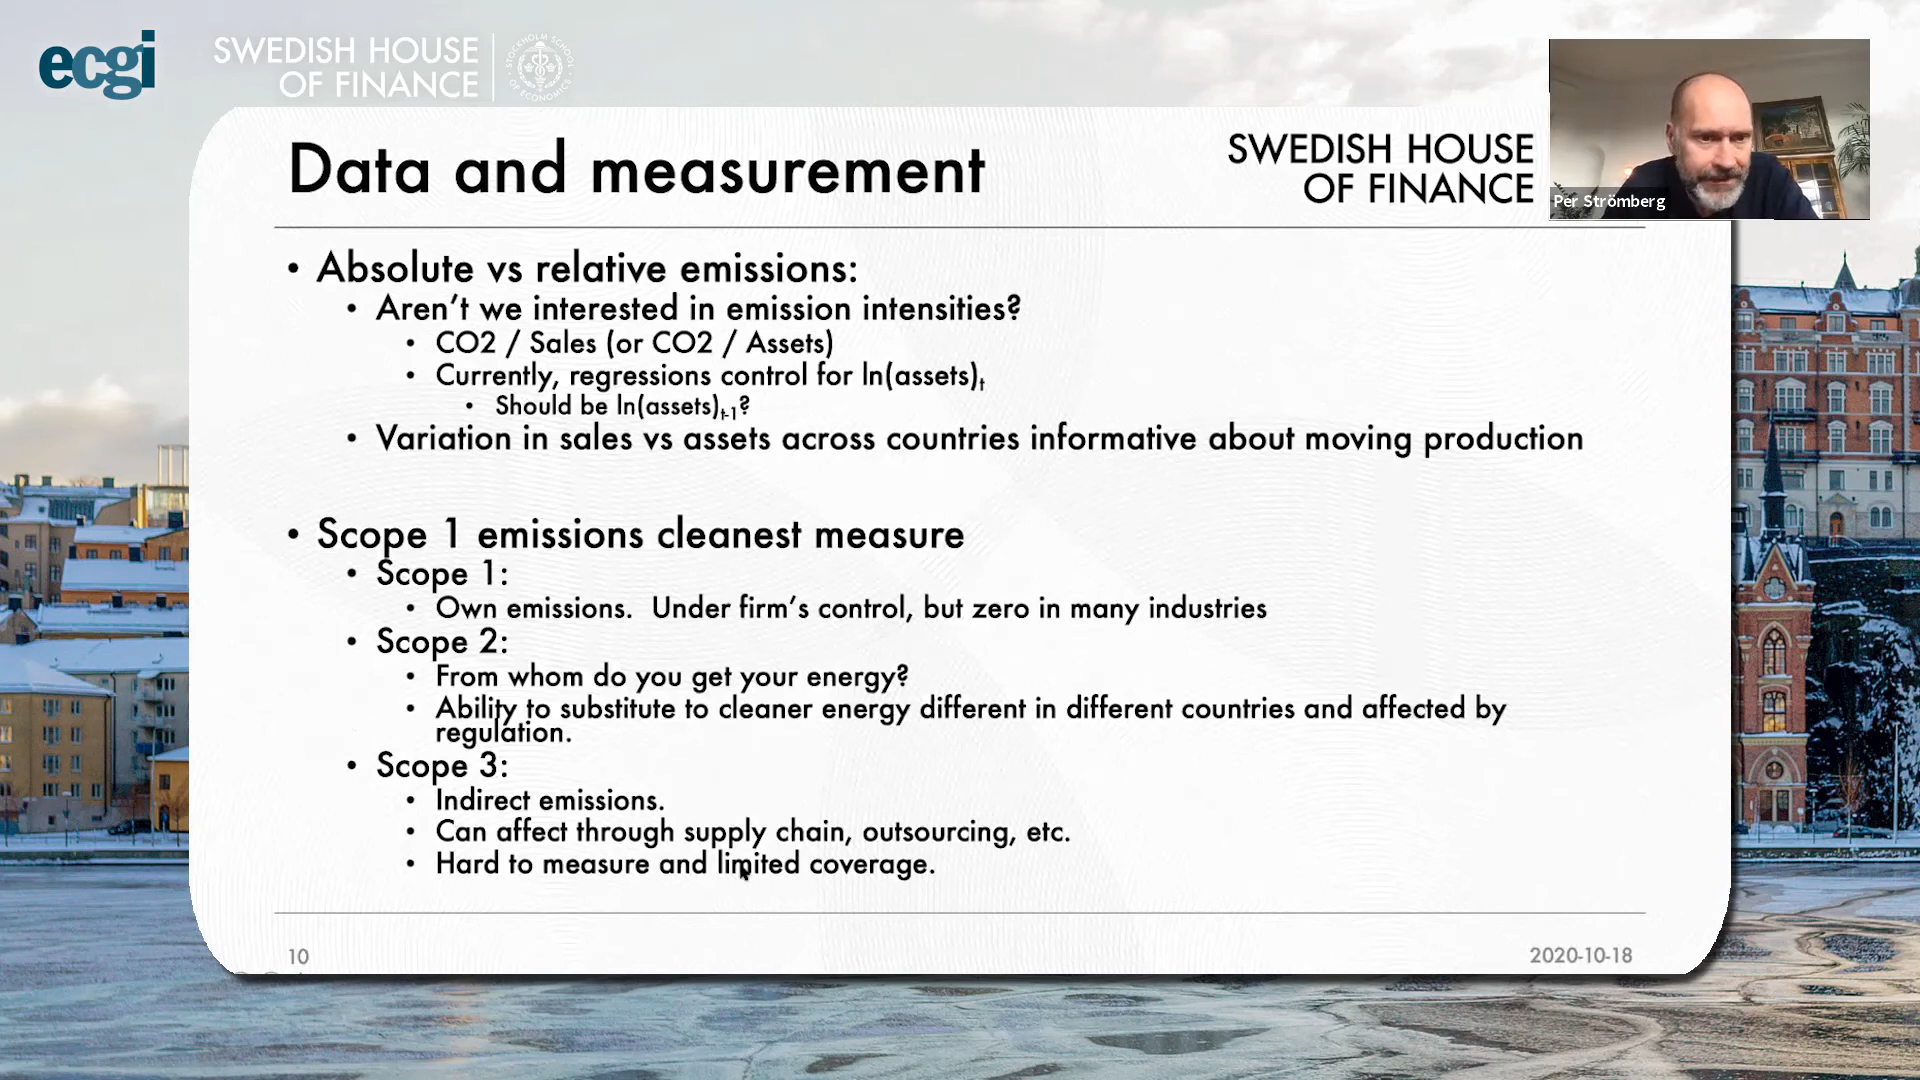 ecgi
SWEDISH HOUSE
OF FINANCE
STOCKHOLM SCHOOL
OF ECONOMICS
Data and measurement
SWEDISH HOUSE
OF FINANCE
Per Strömberg
• Absolute vs relative emissions:
• Aren’t we interested in emission intensities?
• CO2 / Sales (or CO2 / Assets)
• Currently, regressions control for ln(assets)t
• Should be ln(assets)t-1?
• Variation in sales vs assets across countries informative about moving production
• Scope 1 emissions cleanest measure
• Scope 1:
• Own emissions. Under firm’s control, but zero in many industries
• Scope 2:
• From whom do you get your energy?
• Ability to substitute to cleaner energy different in different countries and affected by
regulation.
• Scope 3:
• Indirect emissions.
• Can affect through supply chain, outsourcing, etc.
• Hard to measure and limited coverage.
10
2020-10-18